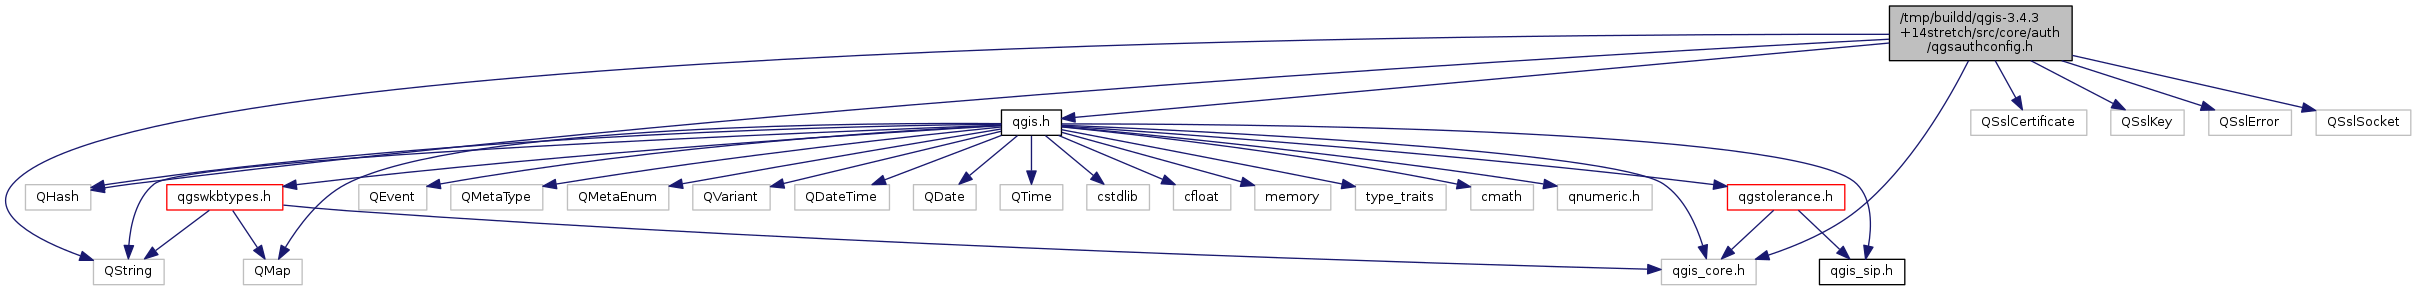 /tmp/buildd/qgis-3.4.3
+14stretch/src/core/auth
/qgsauthconfig.h
qgis.h
QSslCertificate
QSslKey
QSslError
QSslSocket
QHash
qgswkbtypes.h
QEvent
QMetaType
QMetaEnum
QVariant
QDateTime
QDate
QTime
cstdlib
cfloat
memory
type_traits
cmath
qnumeric.h
qgstolerance.h
QString
QMap
qgis_core.h
qgis_sip.h